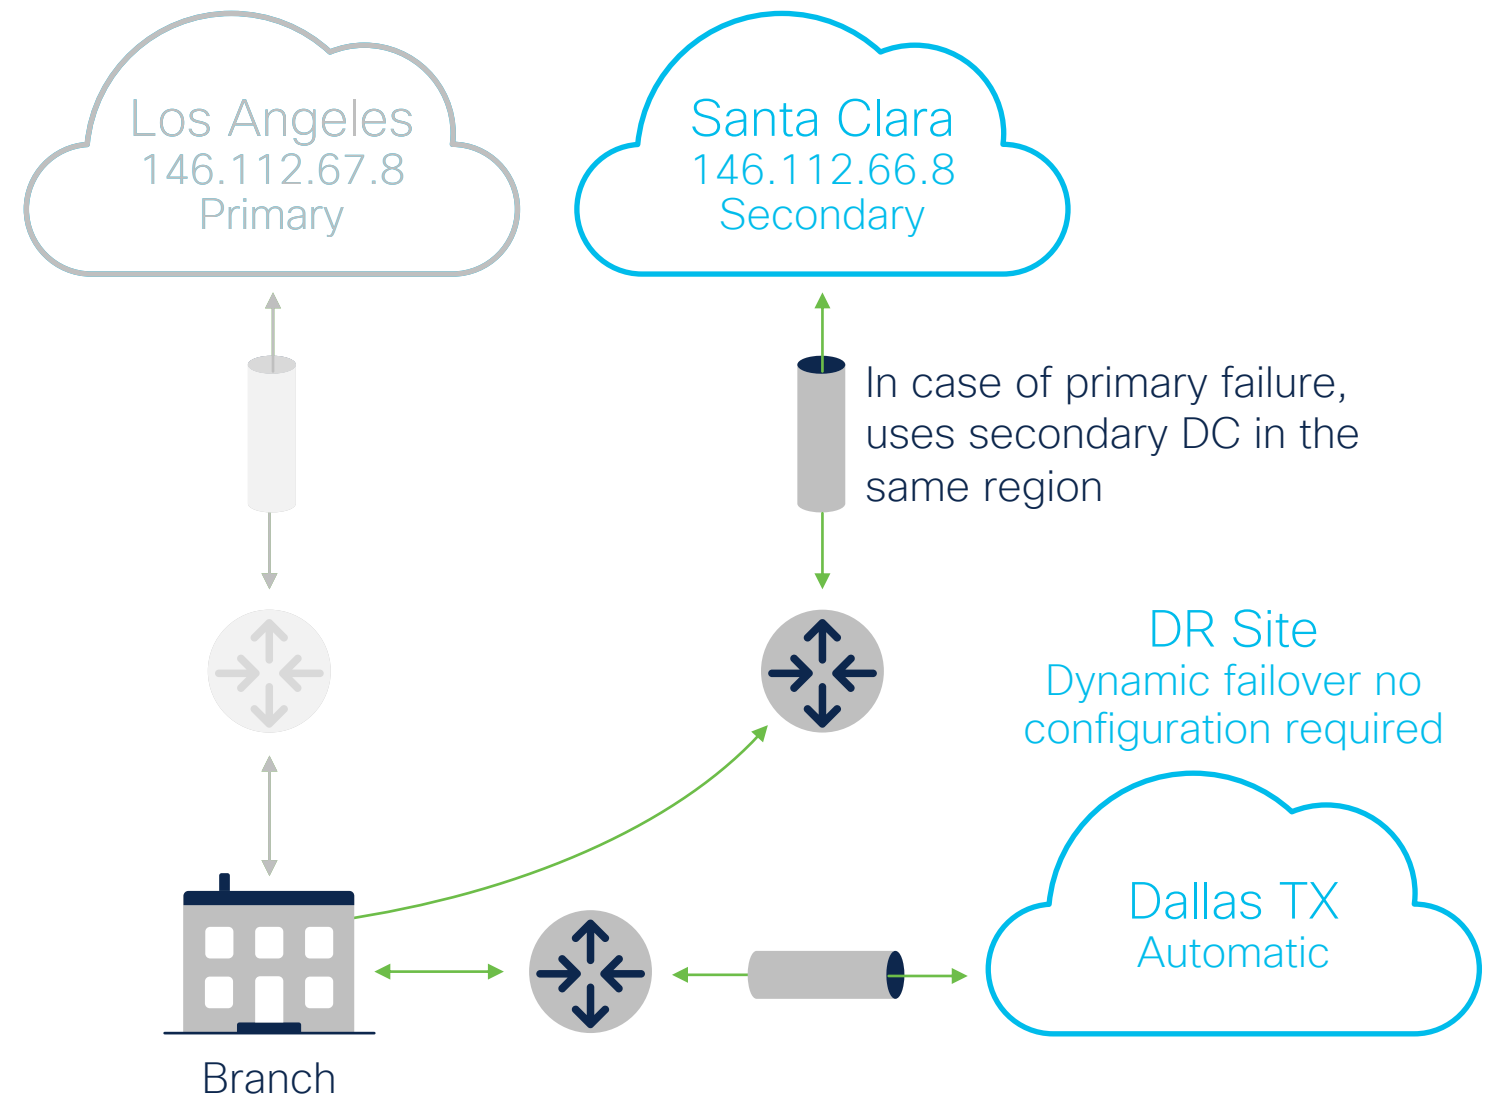 Los Angeles
146.112.67.8
Primary
Santa Clara
146.112.66.8
Secondary
In case of primary failure,
uses secondary DC in the
same region
DR Site
Dynamic failover no
configuration required
Dallas TX
Automatic
Branch